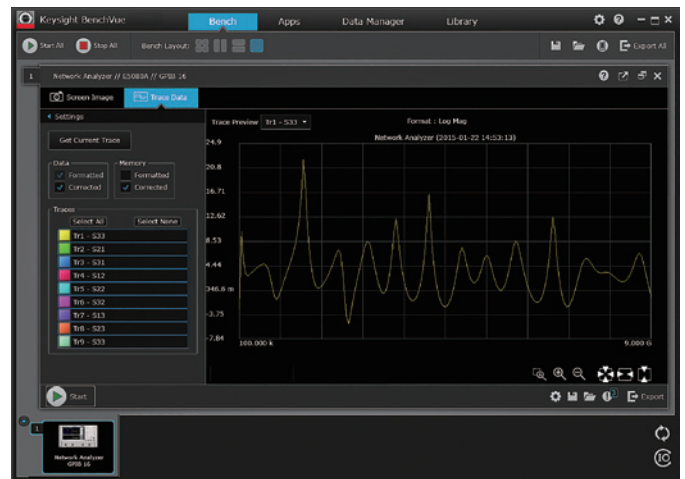 Keysight BenchVue
Bench Apps Data Manager Library
Start All Stop All Bench Layout: Export All
1 Network Analyzer // E5080A // GPIB 16
Screen Image Trace Data
Settings
Get Current Trace
Data Memory
Formatted Formatted
Corrected Corrected
Traces
Select All Select None
Tr1 - S33
Tr2 - S21
Tr3 - S31
Tr4 - S12
Tr5 - S22
Tr6 - S32
Tr7 - S13
Tr8 - S23
Tr9 - S33
Trace Preview Tr1 - S33 Format : Log Mag
Network Analyzer (2015-01-22 14:53:13)
24.9
20.8
16.71
12.62
8.53
4.44
346.6 m
-3.75
-7.84
100.000 k 9.000 G
Start Export
1
Network Analyzer
GPIB 16